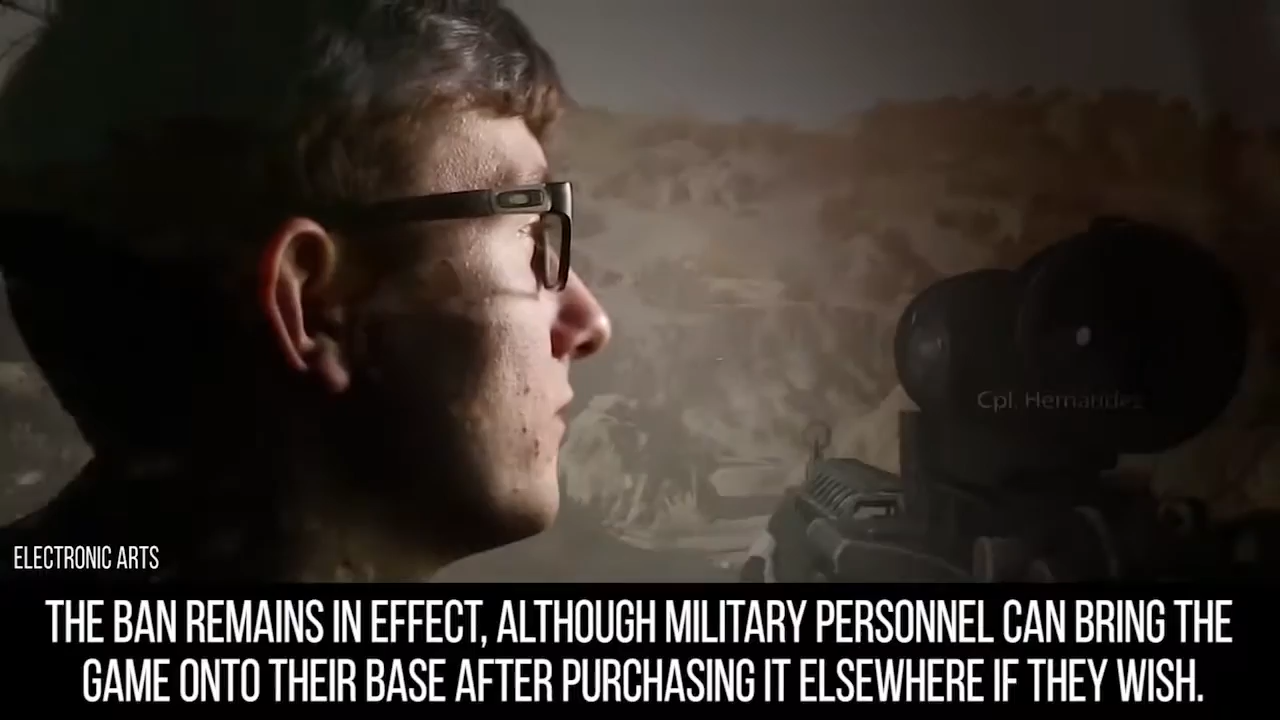 Cpl. Hernandez
ELECTRONIC ARTS
THE BAN REMAINS IN EFFECT, ALTHOUGH MILITARY PERSONNEL CAN BRING THE
GAME ONTO THEIR BASE AFTER PURCHASING IT ELSEWHERE IF THEY WISH.